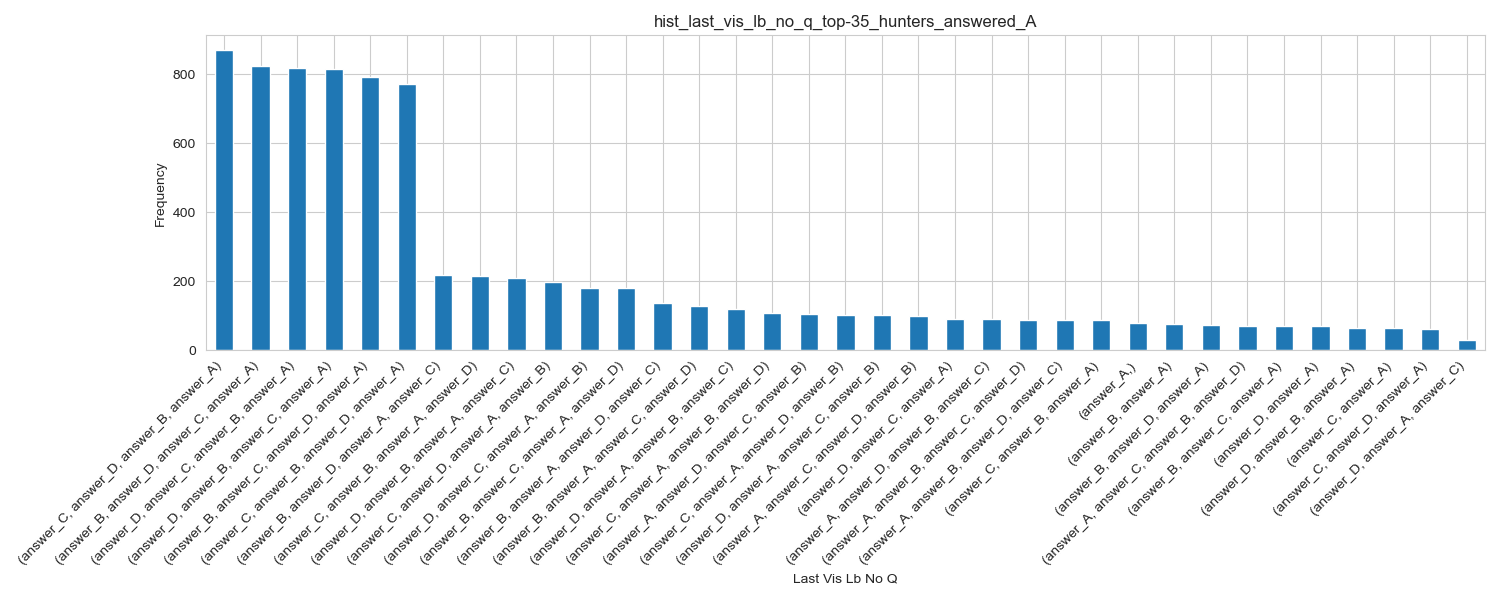 hist_last_vis_lb_no_q_top-35_hunters_answered_A
Frequency
800
600
400
200
0
(answer_C, answer_D, answer_B, answer_A)
(answer_B, answer_D, answer_C, answer_A)
(answer_D, answer_C, answer_B, answer_A)
(answer_D, answer_B, answer_C, answer_A)
(answer_B, answer_C, answer_D, answer_A)
(answer_C, answer_B, answer_D, answer_A)
(answer_B, answer_D, answer_A, answer_C)
(answer_C, answer_B, answer_A, answer_D)
(answer_D, answer_B, answer_A, answer_C)
(answer_C, answer_D, answer_A, answer_B)
(answer_D, answer_C, answer_A, answer_B)
(answer_B, answer_C, answer_A, answer_D)
(answer_B, answer_A, answer_D, answer_C)
(answer_B, answer_A, answer_C, answer_D)
(answer_D, answer_A, answer_B, answer_C)
(answer_C, answer_A, answer_B, answer_D)
(answer_A, answer_D, answer_C, answer_B)
(answer_C, answer_A, answer_D, answer_B)
(answer_D, answer_A, answer_C, answer_B)
(answer_A, answer_C, answer_D, answer_B)
(answer_D, answer_C, answer_A)
(answer_A, answer_D, answer_B, answer_C)
(answer_A, answer_B, answer_C, answer_D)
(answer_A, answer_B, answer_D, answer_C)
(answer_C, answer_B, answer_A)
(answer_A,)
(answer_B, answer_A)
(answer_B, answer_D, answer_A)
(answer_A, answer_C, answer_B, answer_D)
(answer_B, answer_C, answer_A)
(answer_D, answer_A)
(answer_D, answer_B, answer_A)
(answer_C, answer_A)
(answer_C, answer_D, answer_A)
(answer_D, answer_A, answer_C)
Last Vis Lb No Q